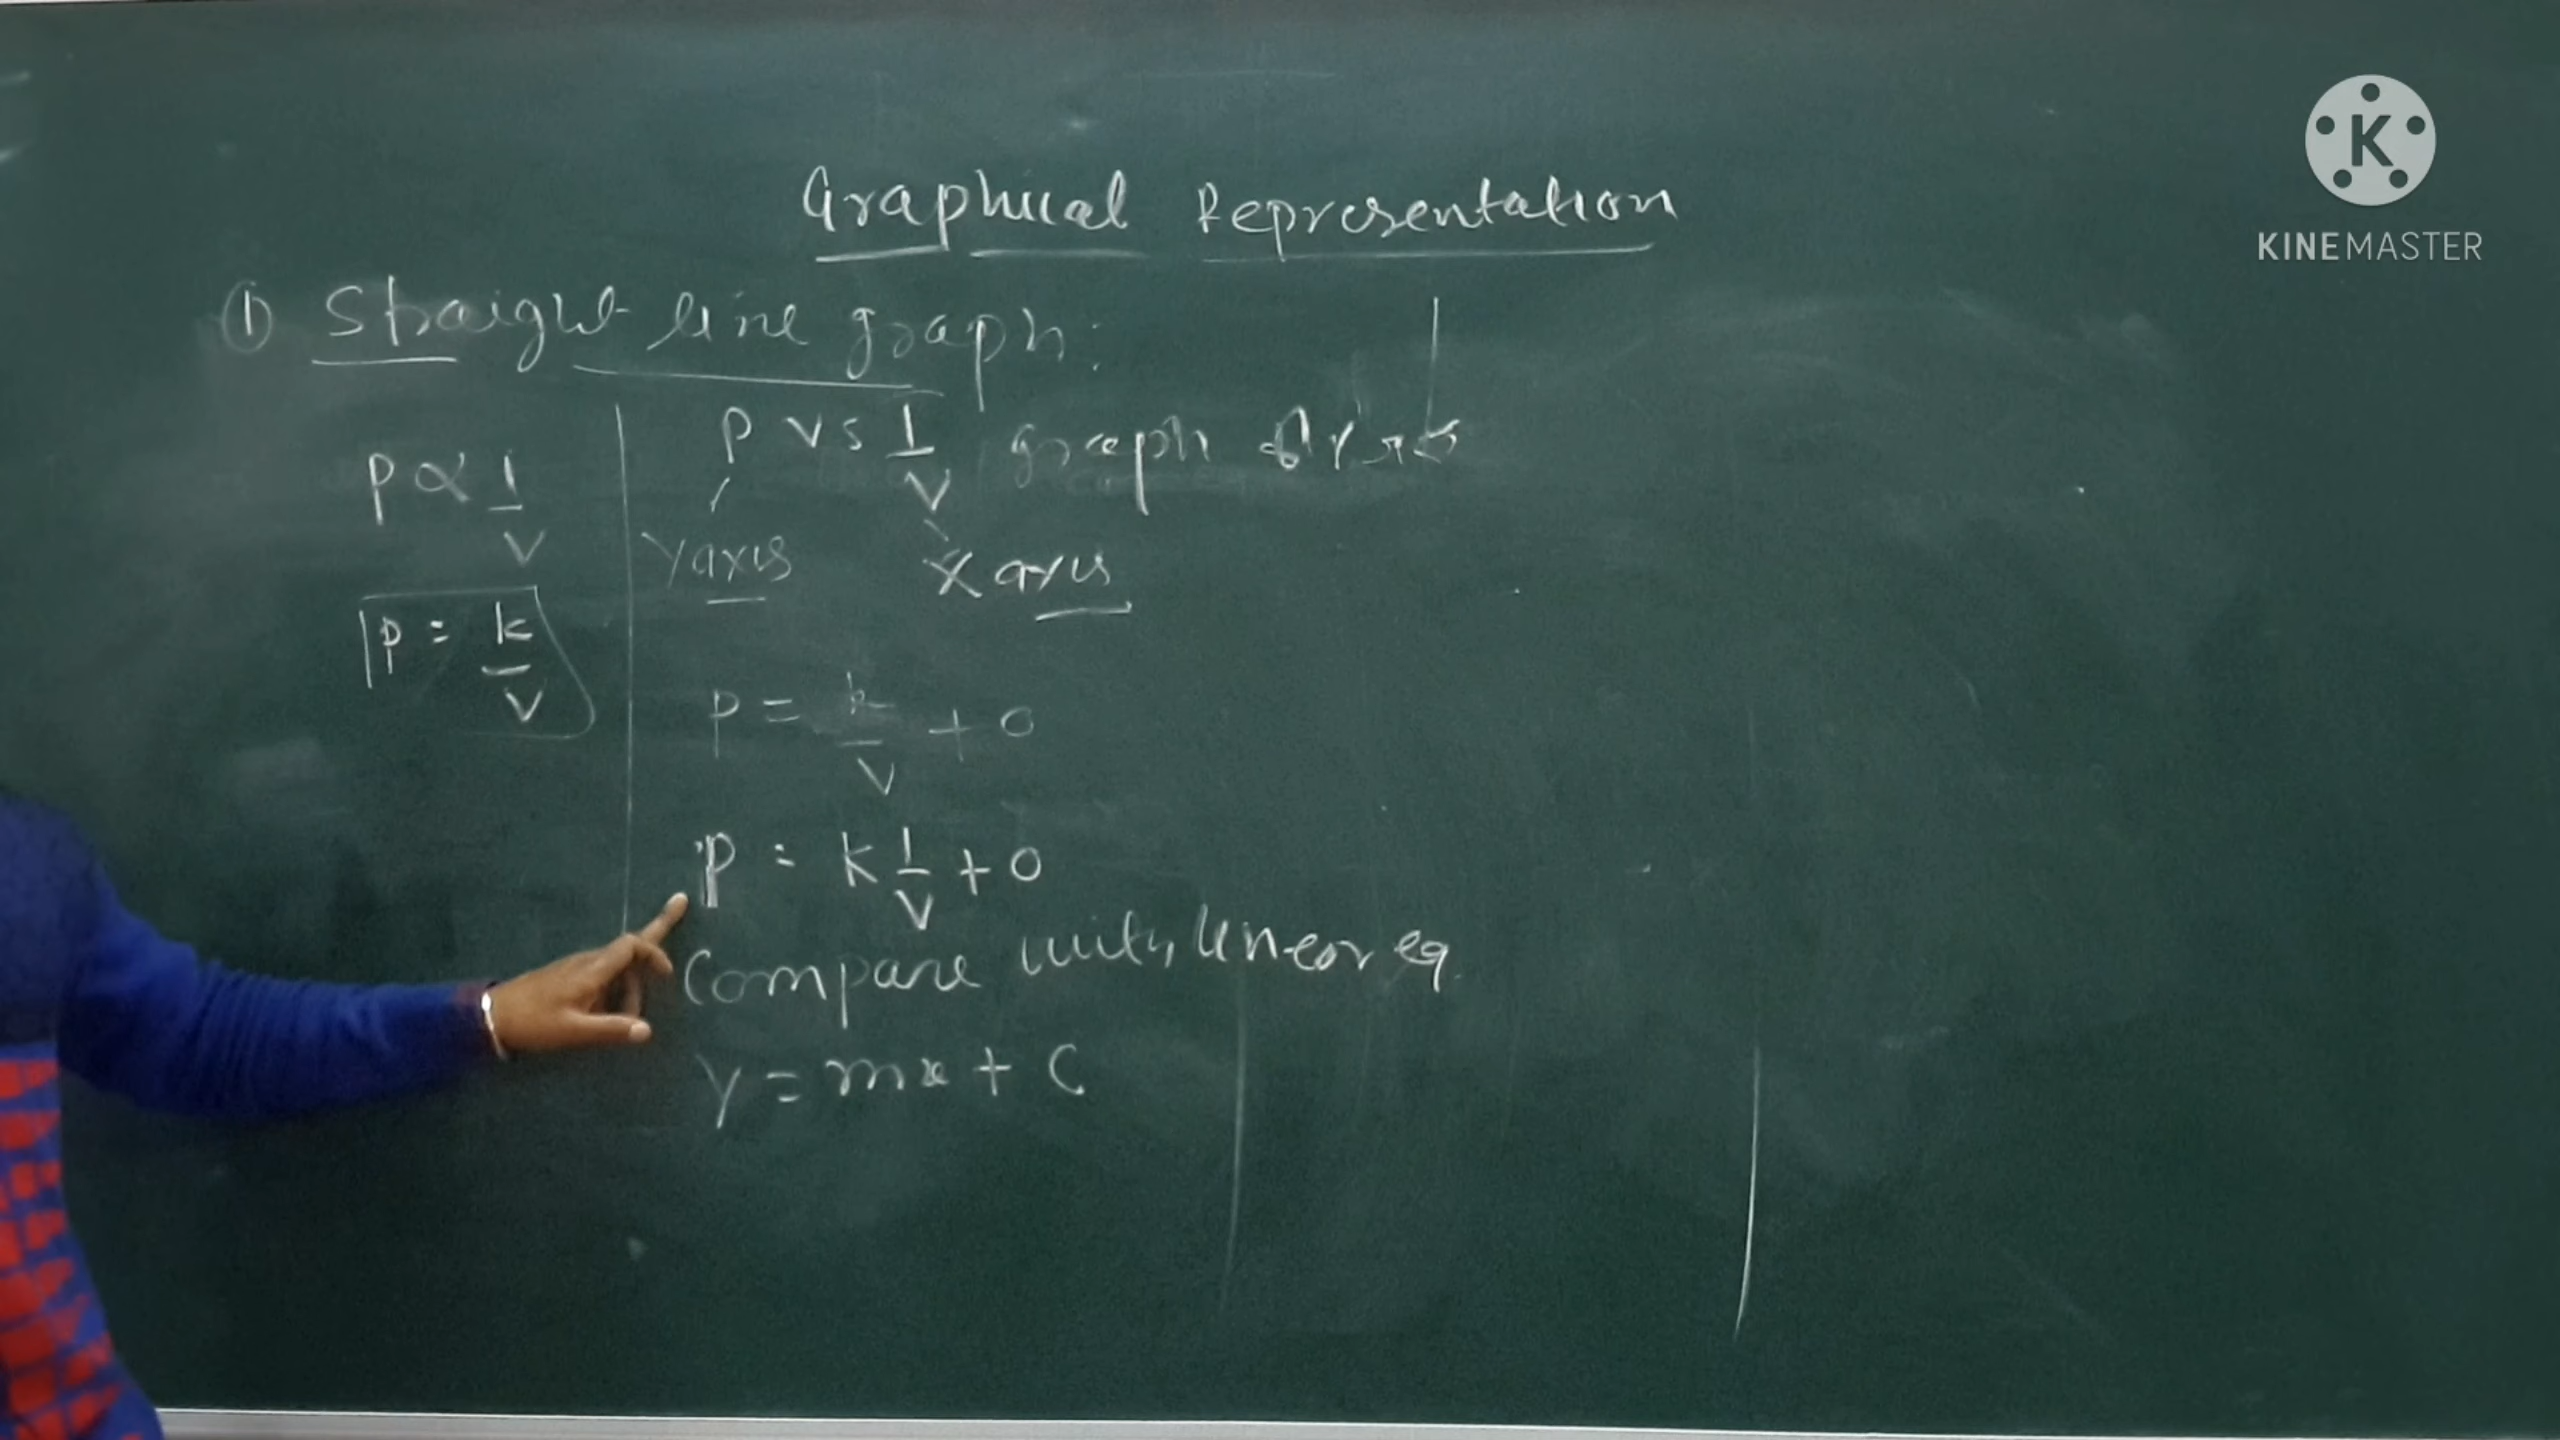 Graphical Representation
① Straight line graph:
P ∝ 1/V
P = k/V
P vs 1/V graph
Y axis X axis
P = k/V + 0
P = k 1/V + 0
Compare with linear eq.
y = mx + c
K
KINEMASTER